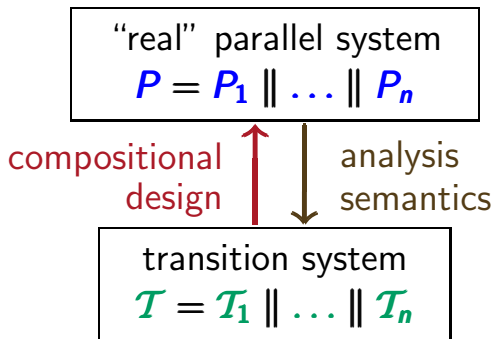 “real” parallel system
P = P₁ ∥ … ∥ Pₙ
compositional design
analysis semantics
transition system
𝒯 = 𝒯₁ ∥ … ∥ 𝒯ₙ